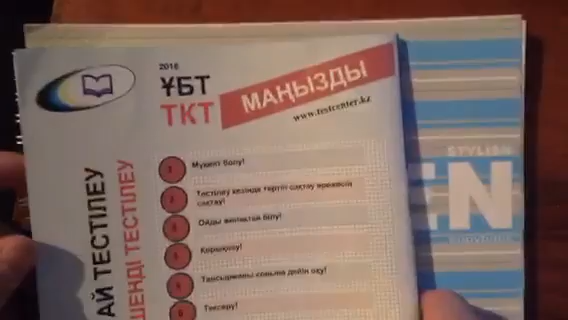 2016
ҰБТ
ТКТ
МАҢЫЗДЫ
www.testcenter.kz
АЙ ТЕСТІЛЕУ
ШЕНДІ ТЕСТІЛЕУ
Мұқият болу!
Тестілеу кезінде тәртіп сақтау ережесін
сақтау!
Ойды жинақтай білу!
Қорықпау!
Тапсырманы соңына дейін оқу!
Тексеру!
STYLISH
EN